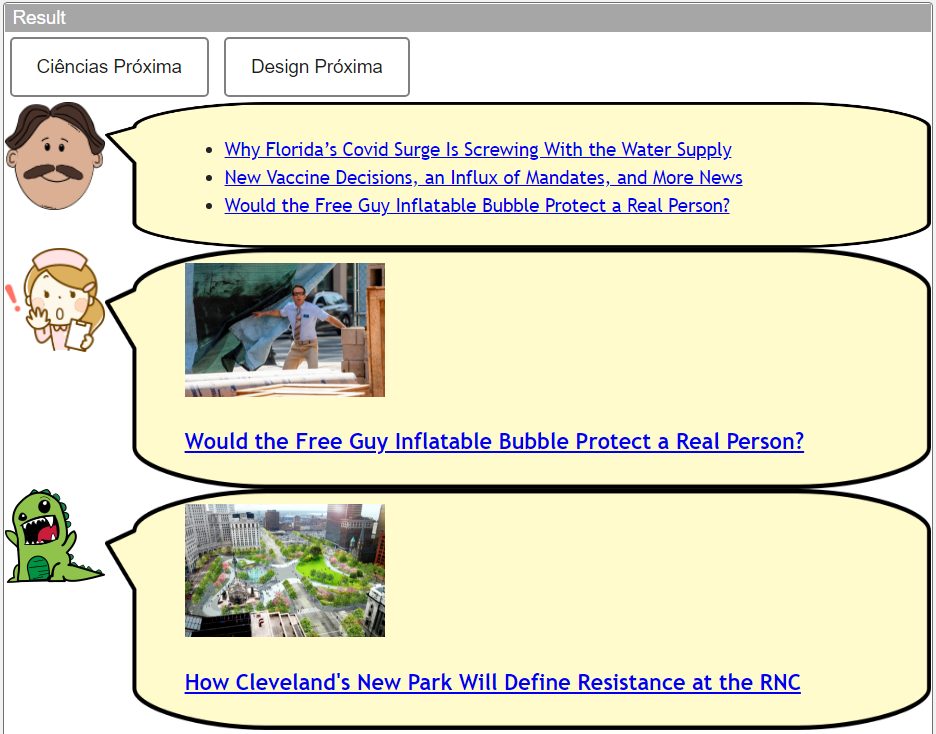 Result
Ciências Próxima
Design Próxima
Why Florida’s Covid Surge Is Screwing With the Water Supply
New Vaccine Decisions, an Influx of Mandates, and More News
Would the Free Guy Inflatable Bubble Protect a Real Person?
Would the Free Guy Inflatable Bubble Protect a Real Person?
How Cleveland's New Park Will Define Resistance at the RNC